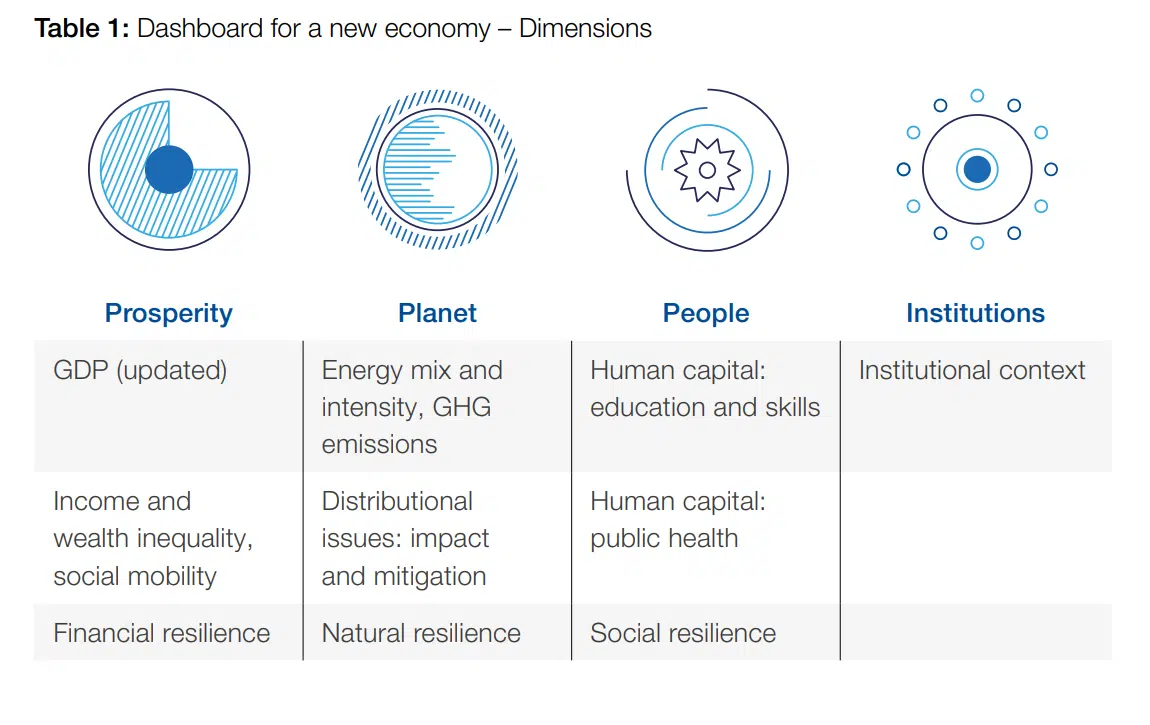 Table 1: Dashboard for a new economy – Dimensions
Prosperity
Planet
People
Institutions
GDP (updated)
Energy mix and
intensity, GHG
emissions
Human capital:
education and skills
Institutional context
Income and
wealth inequality,
social mobility
Distributional
issues: impact
and mitigation
Human capital:
public health
Financial resilience
Natural resilience
Social resilience